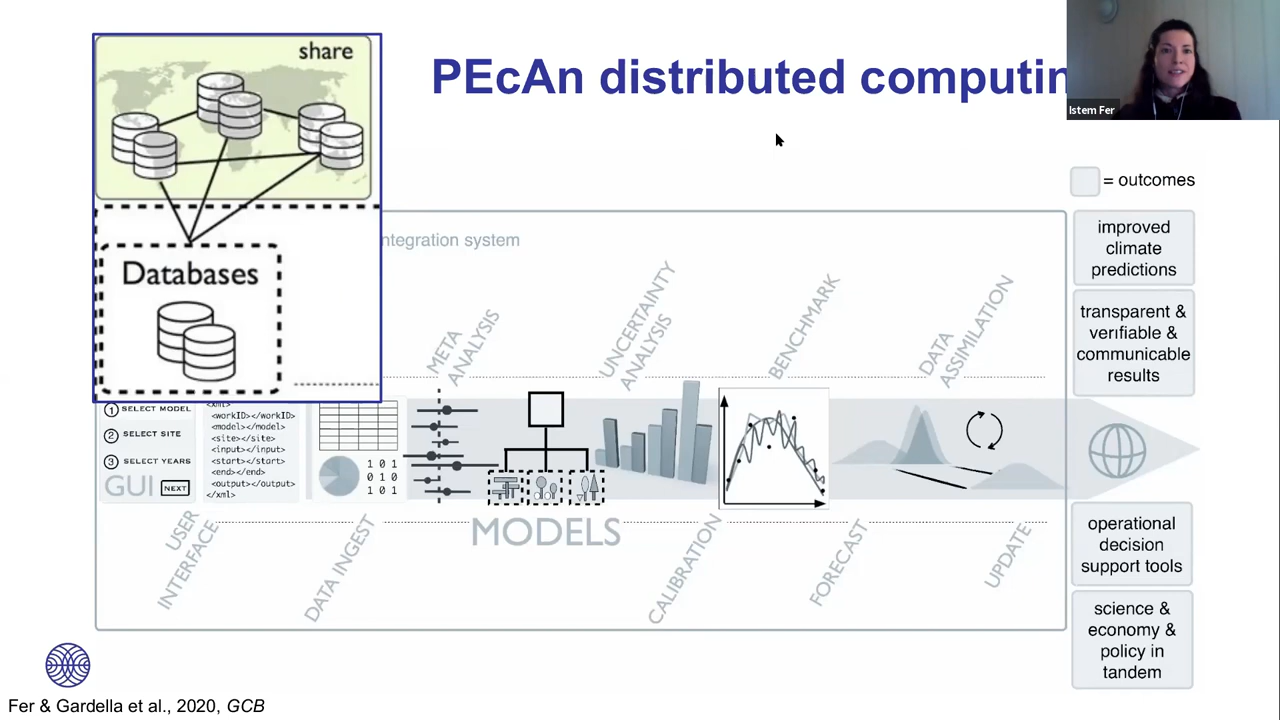 share
PEcAn distributed computin
Istem Fer
= outcomes
improved
climate
predictions
transparent &
verifiable &
communicable
results
ntegration system
Databases
META
ANALYSIS
UNCERTAINTY
ANALYSIS
BENCHMARK
DATA
ASSIMILATION
1 SELECT MODEL
2 SELECT SITE
3 SELECT YEARS
GUI NEXT
<workID></workID>
<model></model>
<site></site>
<input></input>
<start></start>
<end></end>
<output></output>
</xml>
1 0 1
0 1 0
1 0 1
MODELS
USER
INTERFACE
DATA INGEST
CALIBRATION
FORECAST
UPDATE
operational
decision
support tools
science &
economy &
policy in
tandem
Fer & Gardella et al., 2020, GCB